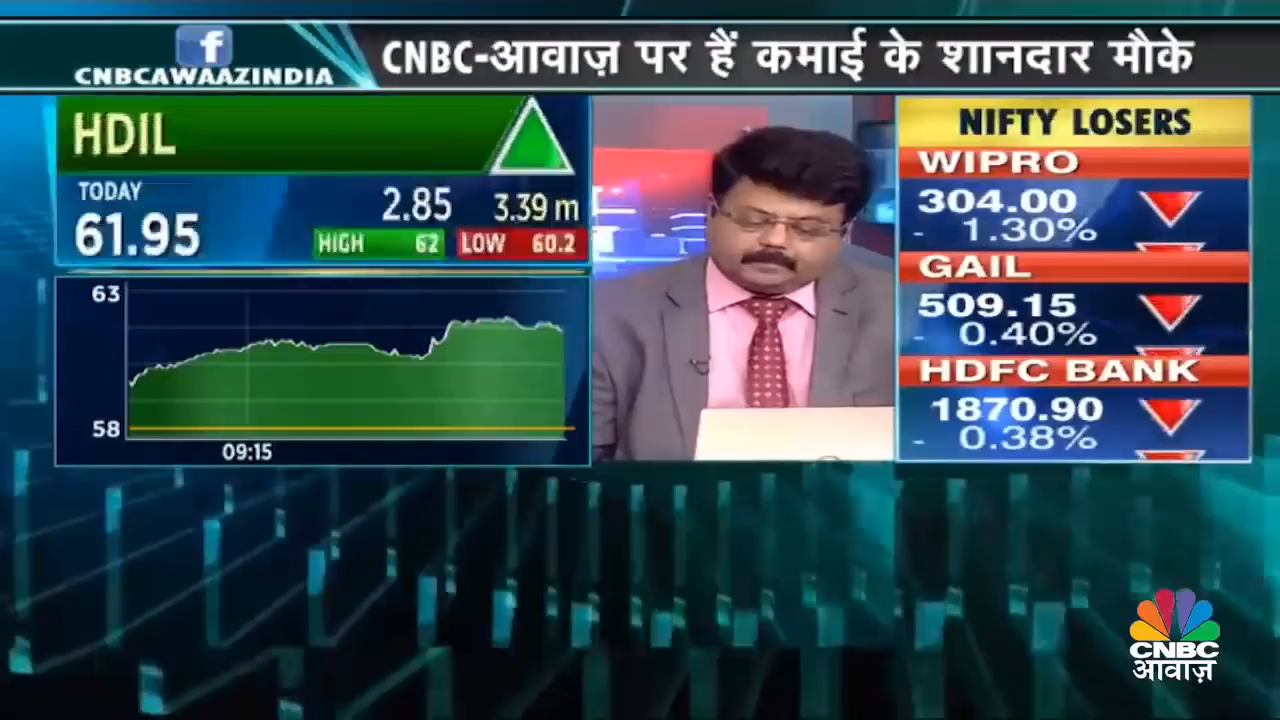 f
CNBCAWAAZINDIA
CNBC-आवाज़ पर हैं कमाई के शानदार मौके
HDIL
TODAY
61.95
2.85
3.39 m
HIGH 62
LOW 60.2
63
58
09:15
NIFTY LOSERS
WIPRO
304.00
- 1.30%
GAIL
509.15
- 0.40%
HDFC BANK
1870.90
- 0.38%
CNBC
आवाज़